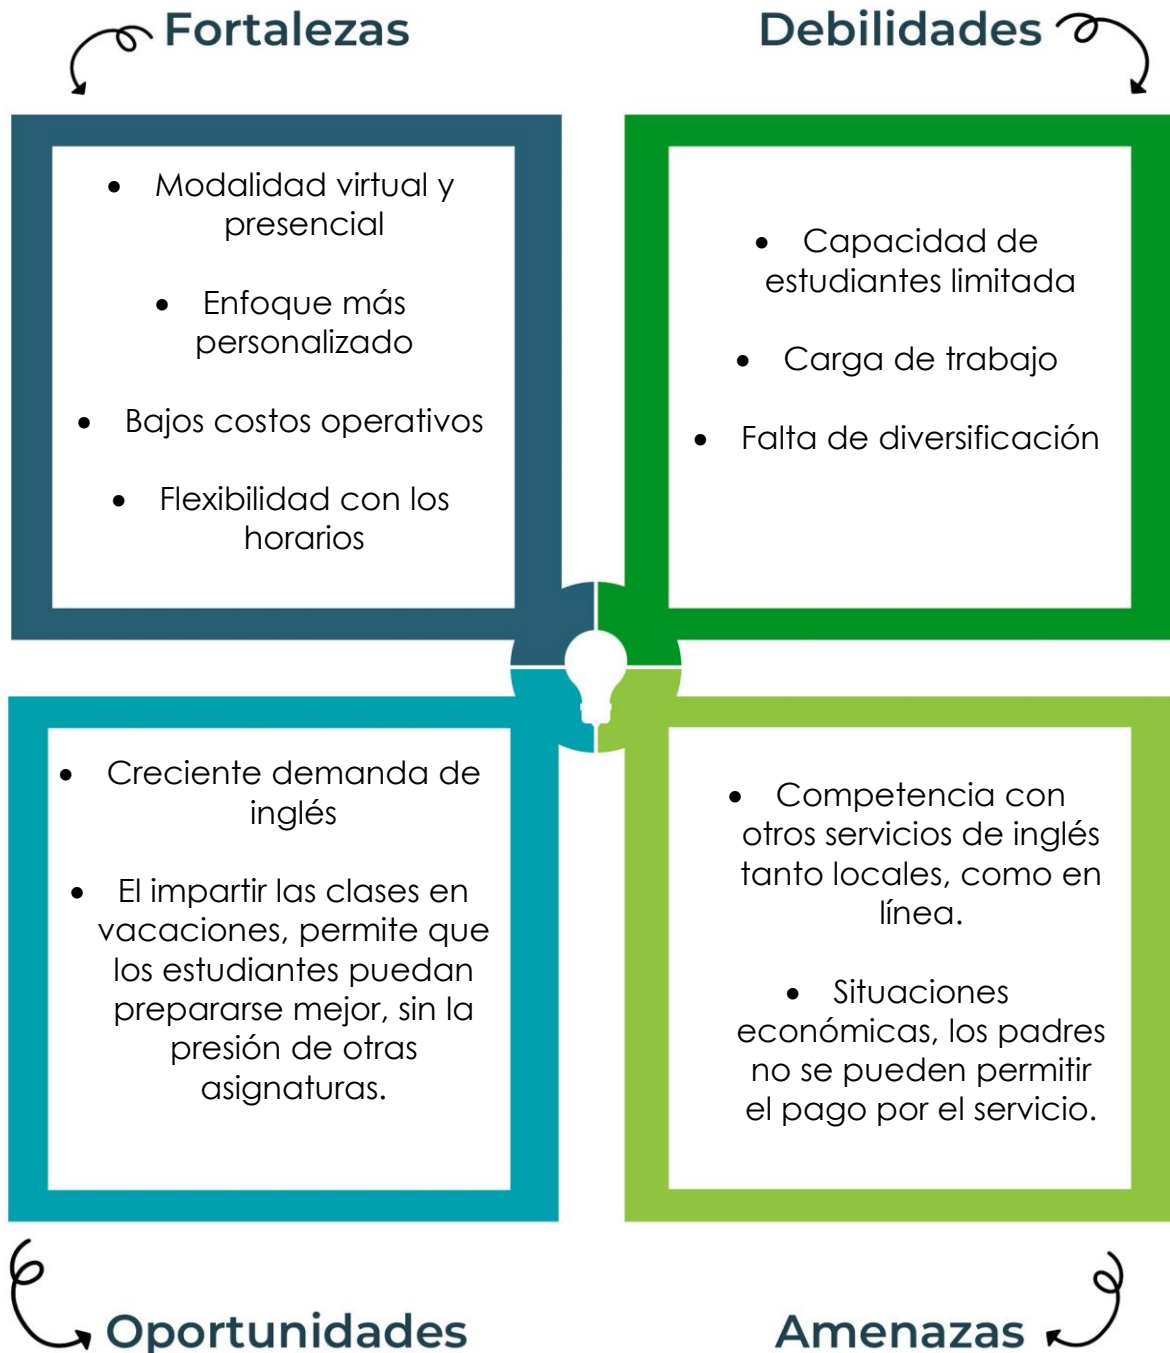 Fortalezas
• Modalidad virtual y
presencial
• Enfoque más
personalizado
• Bajos costos operativos
• Flexibilidad con los
horarios
Debilidades
• Capacidad de
estudiantes limitada
• Carga de trabajo
• Falta de diversificación
• Creciente demanda de
inglés
• El impartir las clases en
vacaciones, permite que
los estudiantes puedan
prepararse mejor, sin la
presión de otras
asignaturas.
Oportunidades
• Competencia con
otros servicios de inglés
tanto locales, como en
línea.
• Situaciones
económicas, los padres
no se pueden permitir
el pago por el servicio.
Amenazas